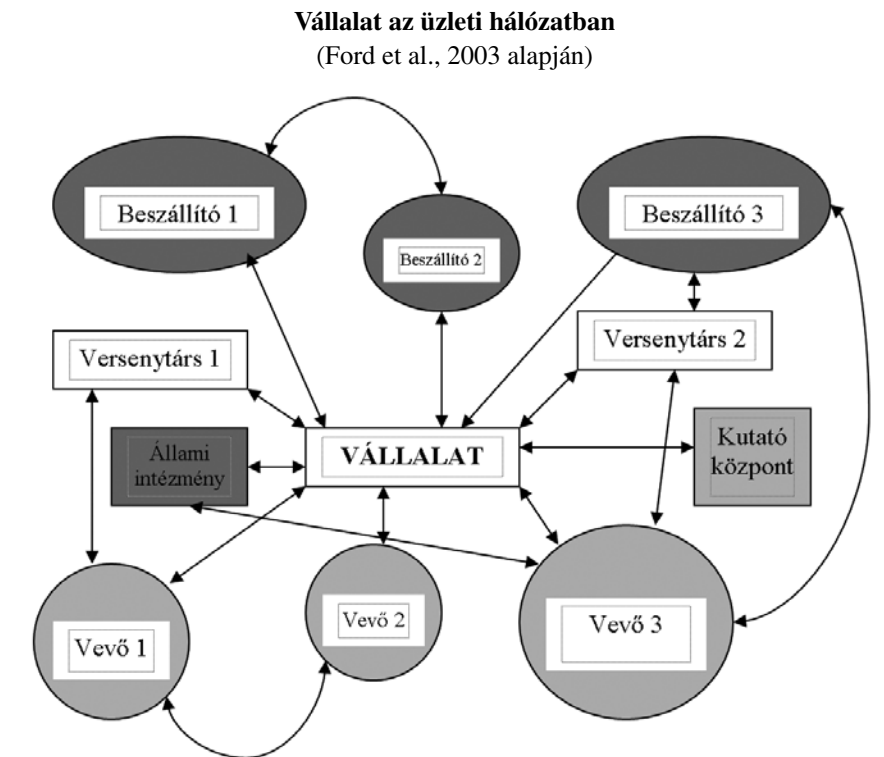 Vállalat az üzleti hálózatban
(Ford et al., 2003 alapján)
Beszállító 1
Beszállító 2
Beszállító 3
Versenytárs 1
Versenytárs 2
Állami
intézmény
VÁLLALAT
Kutató
központ
Vevő 1
Vevő 2
Vevő 3